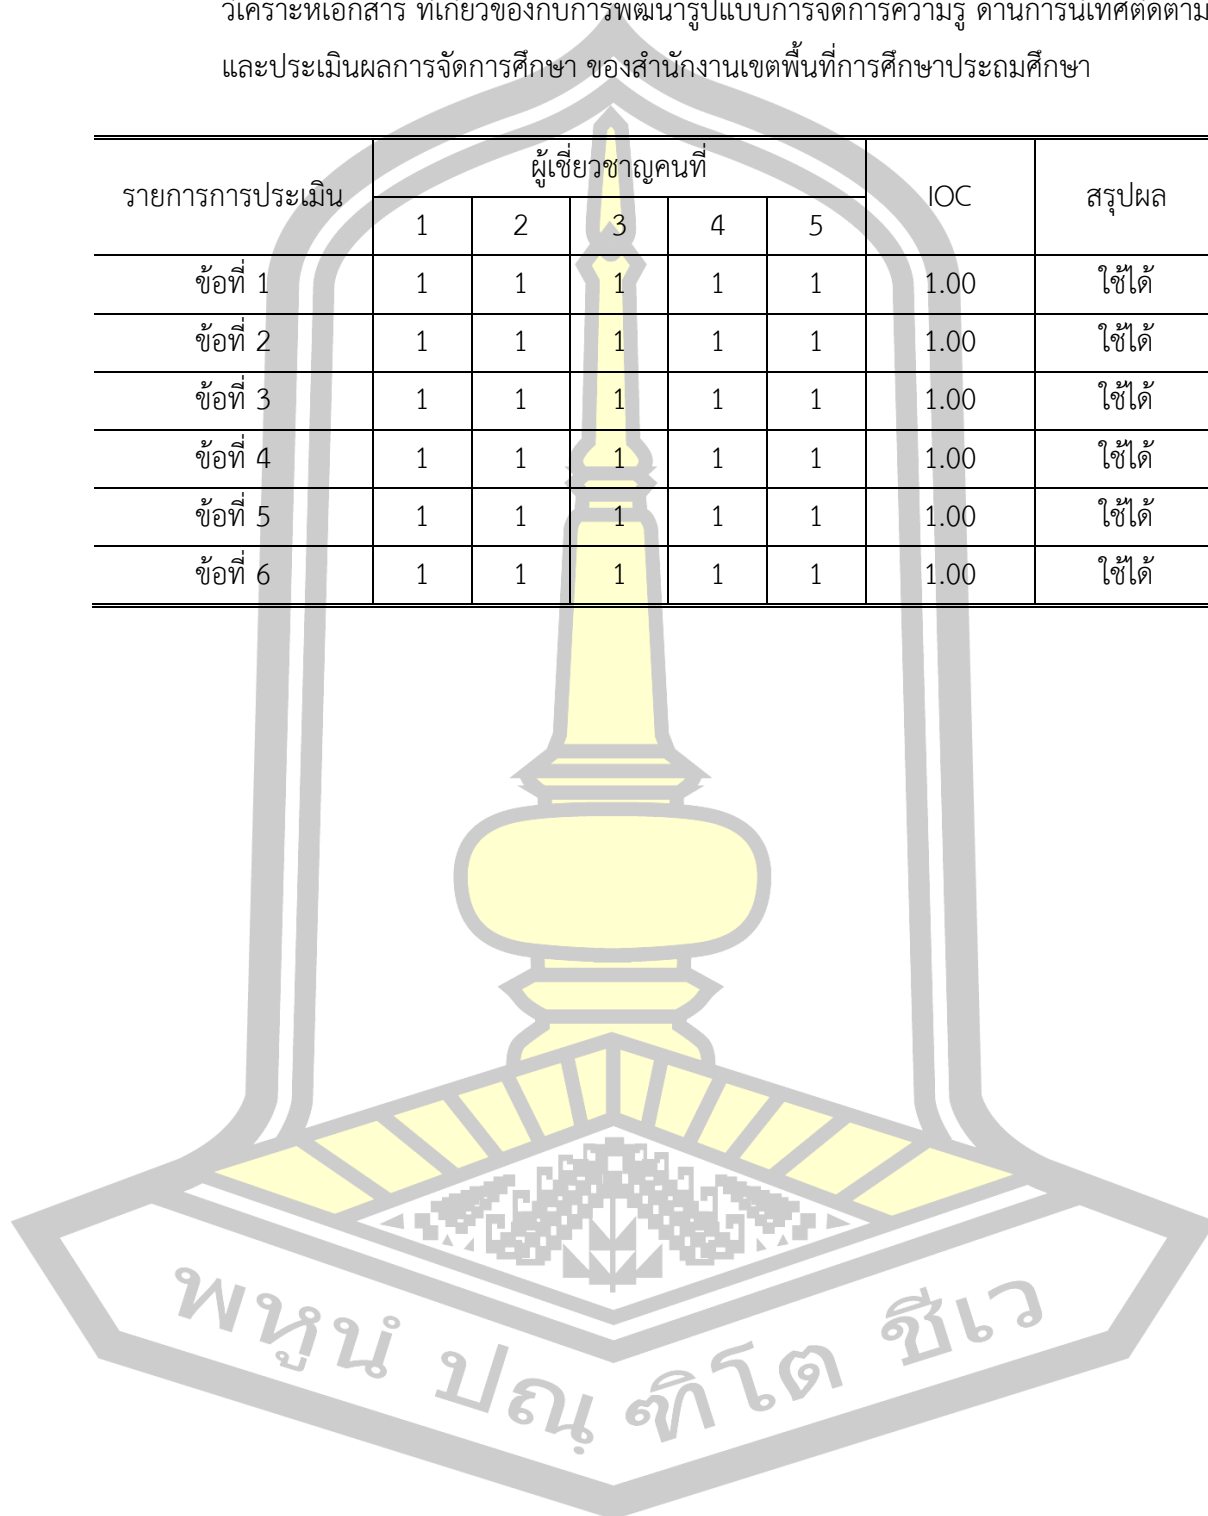 วิเคราะห์เอกสาร ที่เกี่ยวข้องกับการพัฒนารูปแบบการจัดการความรู้ ด้านการนิเทศติดตาม
และประเมินผลการจัดการศึกษา ของสำนักงานเขตพื้นที่การศึกษาประถมศึกษา
รายการการประเมิน ผู้เชี่ยวชาญคนที่ IOC สรุปผล
1 2 3 4 5
ข้อที่ 1 1 1 1 1 1 1.00 ใช้ได้
ข้อที่ 2 1 1 1 1 1 1.00 ใช้ได้
ข้อที่ 3 1 1 1 1 1 1.00 ใช้ได้
ข้อที่ 4 1 1 1 1 1 1.00 ใช้ได้
ข้อที่ 5 1 1 1 1 1 1.00 ใช้ได้
ข้อที่ 6 1 1 1 1 1 1.00 ใช้ได้
พหูนํ ปณฺฑิโต ชีเว